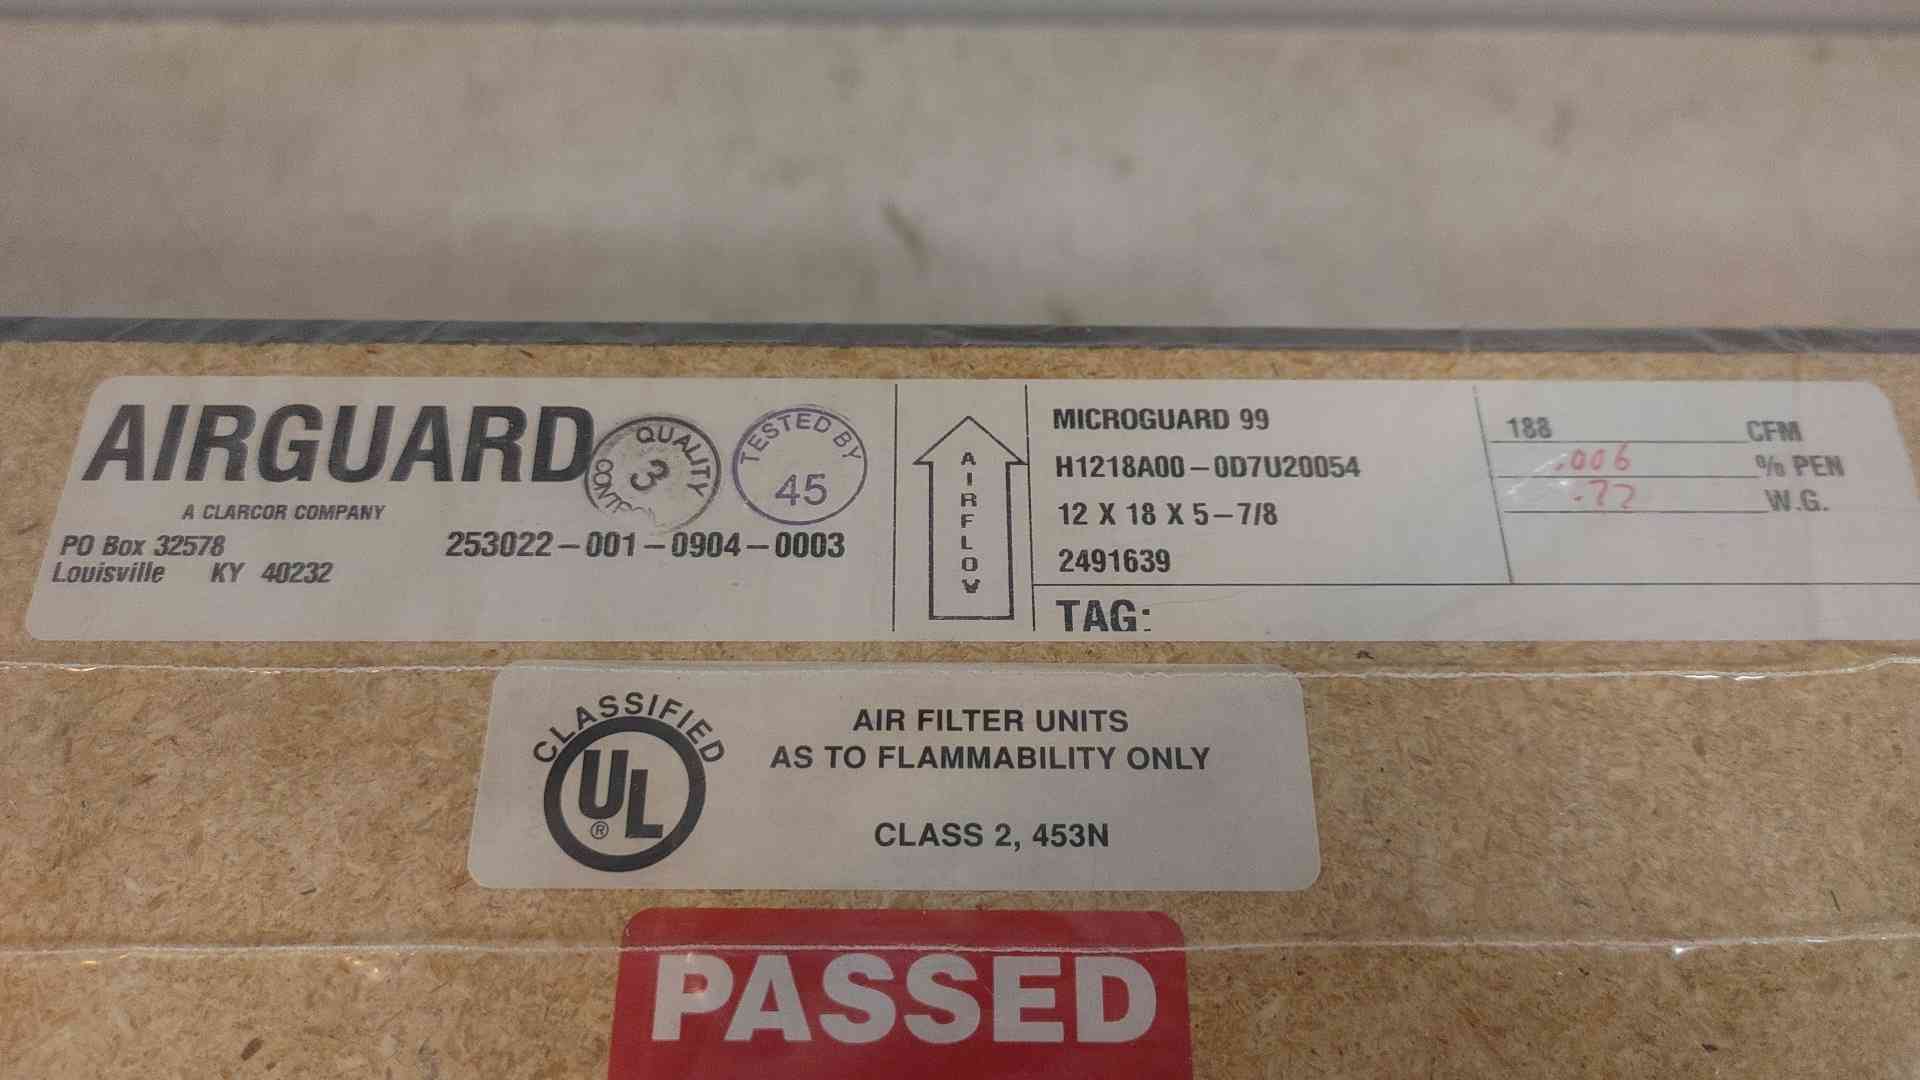 AIRGUARD
A CLARCOR COMPANY
PO Box 32578
Louisville KY 40232
QUALITY
3
CONTROL
TESTED BY
45
253022-001-0904-0003
AIRFLOW
MICROGUARD 99
H1218A00-0D7U20054
12 X 18 X 5-7/8
2491639
TAG:
188 CFM
.006 % PEN
.72 W.G.
CLASSIFIED
UL
®
AIR FILTER UNITS
AS TO FLAMMABILITY ONLY
CLASS 2, 453N
PASSED